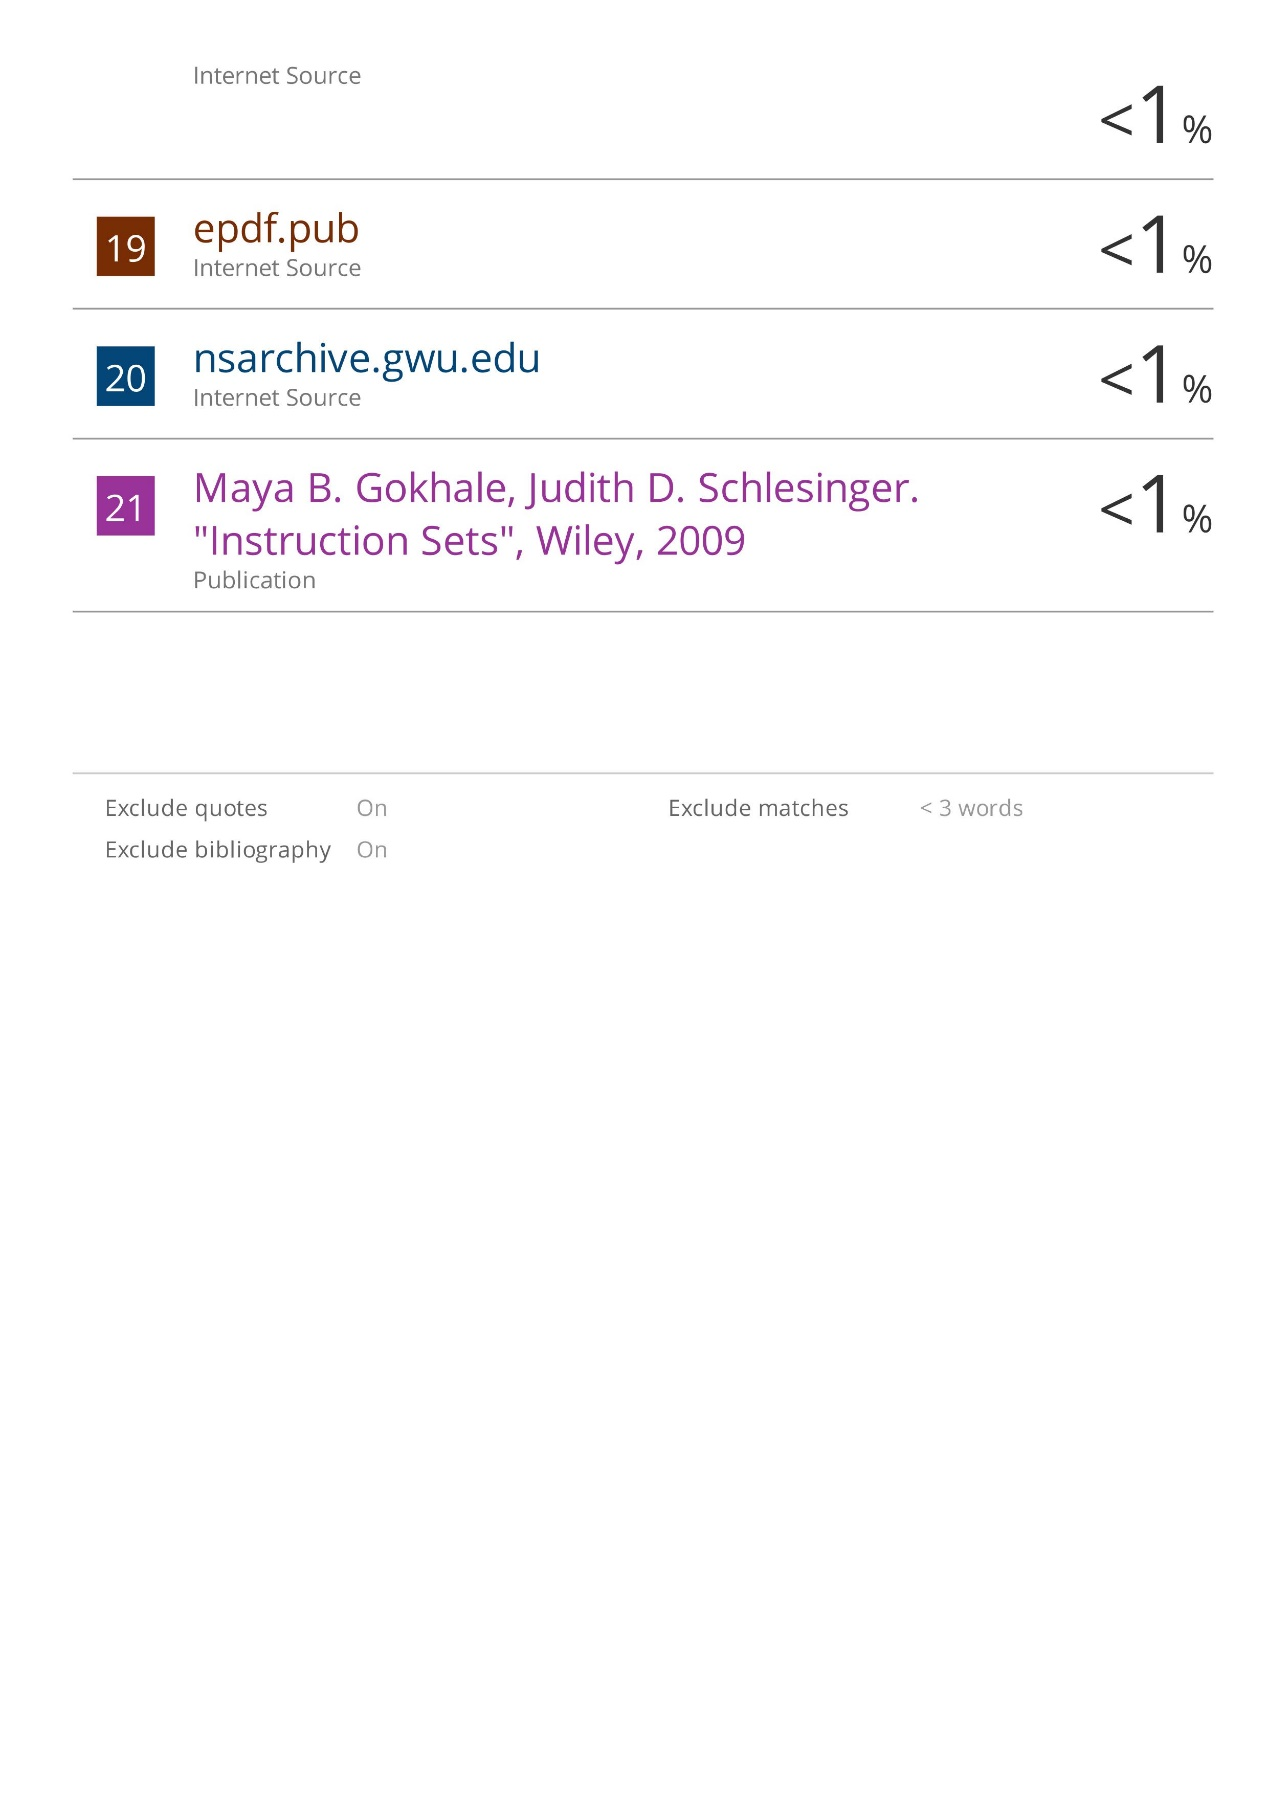 Internet Source
<1%
19
epdf.pub
Internet Source
<1%
20
nsarchive.gwu.edu
Internet Source
<1%
21
Maya B. Gokhale, Judith D. Schlesinger.
"Instruction Sets", Wiley, 2009
Publication
<1%
Exclude quotes On Exclude matches < 3 words
Exclude bibliography On